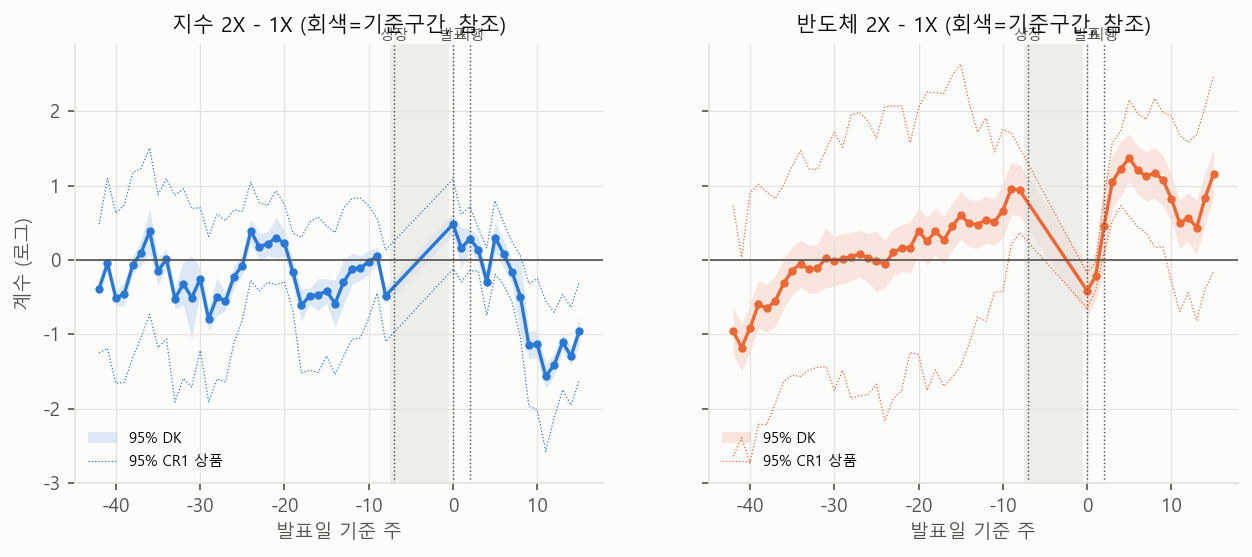 지수 2X - 1X (회색=기준구간, 참조)
상장 발표 시행
2
1
0
-1
-2
-3
계수 (로그)
95% DK
95% CR1 상품
-40 -30 -20 -10 0 10
발표일 기준 주
반도체 2X - 1X (회색=기준구간, 참조)
상장 발표 시행
95% DK
95% CR1 상품
-40 -30 -20 -10 0 10
발표일 기준 주